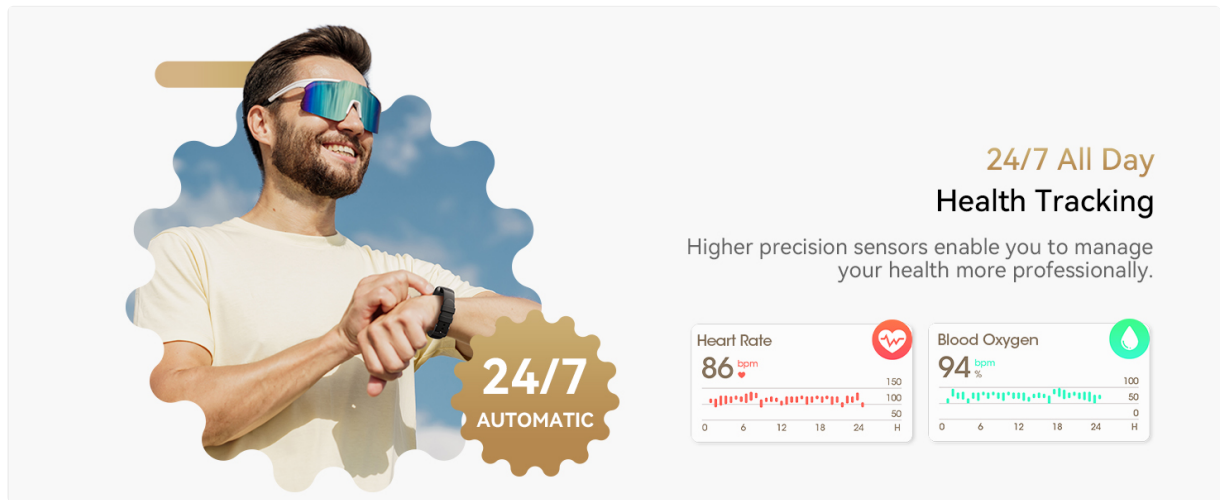 24/7 All Day
Health Tracking
Higher precision sensors enable you to manage
your health more professionally.
24/7
AUTOMATIC
Heart Rate
86 bpm
150
100
50
0 6 12 18 24 H
Blood Oxygen
94 bpm
%
100
50
0
0 6 12 18 24 H